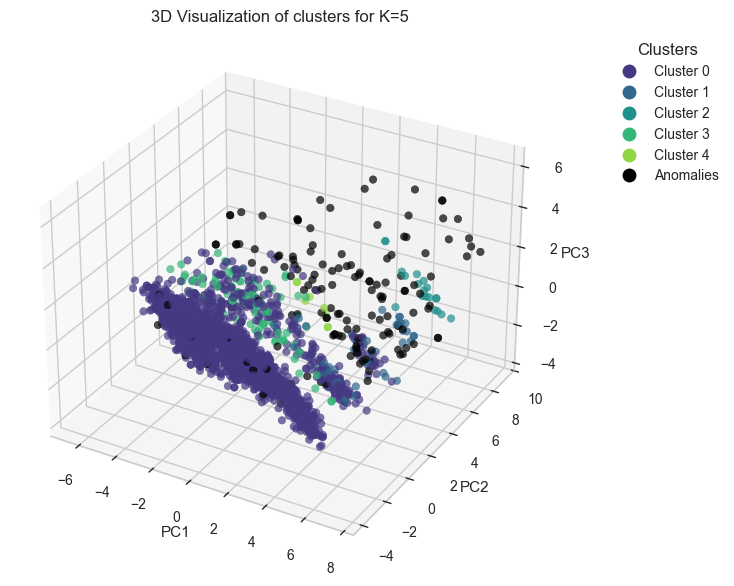 3D Visualization of clusters for K=5
Clusters
Cluster 0
Cluster 1
Cluster 2
Cluster 3
Cluster 4
Anomalies
6
4
2
0
−2
−4
PC3
10
8
6
4
2
0
−2
−4
PC2
−6
−4
−2
0
2
4
6
8
PC1